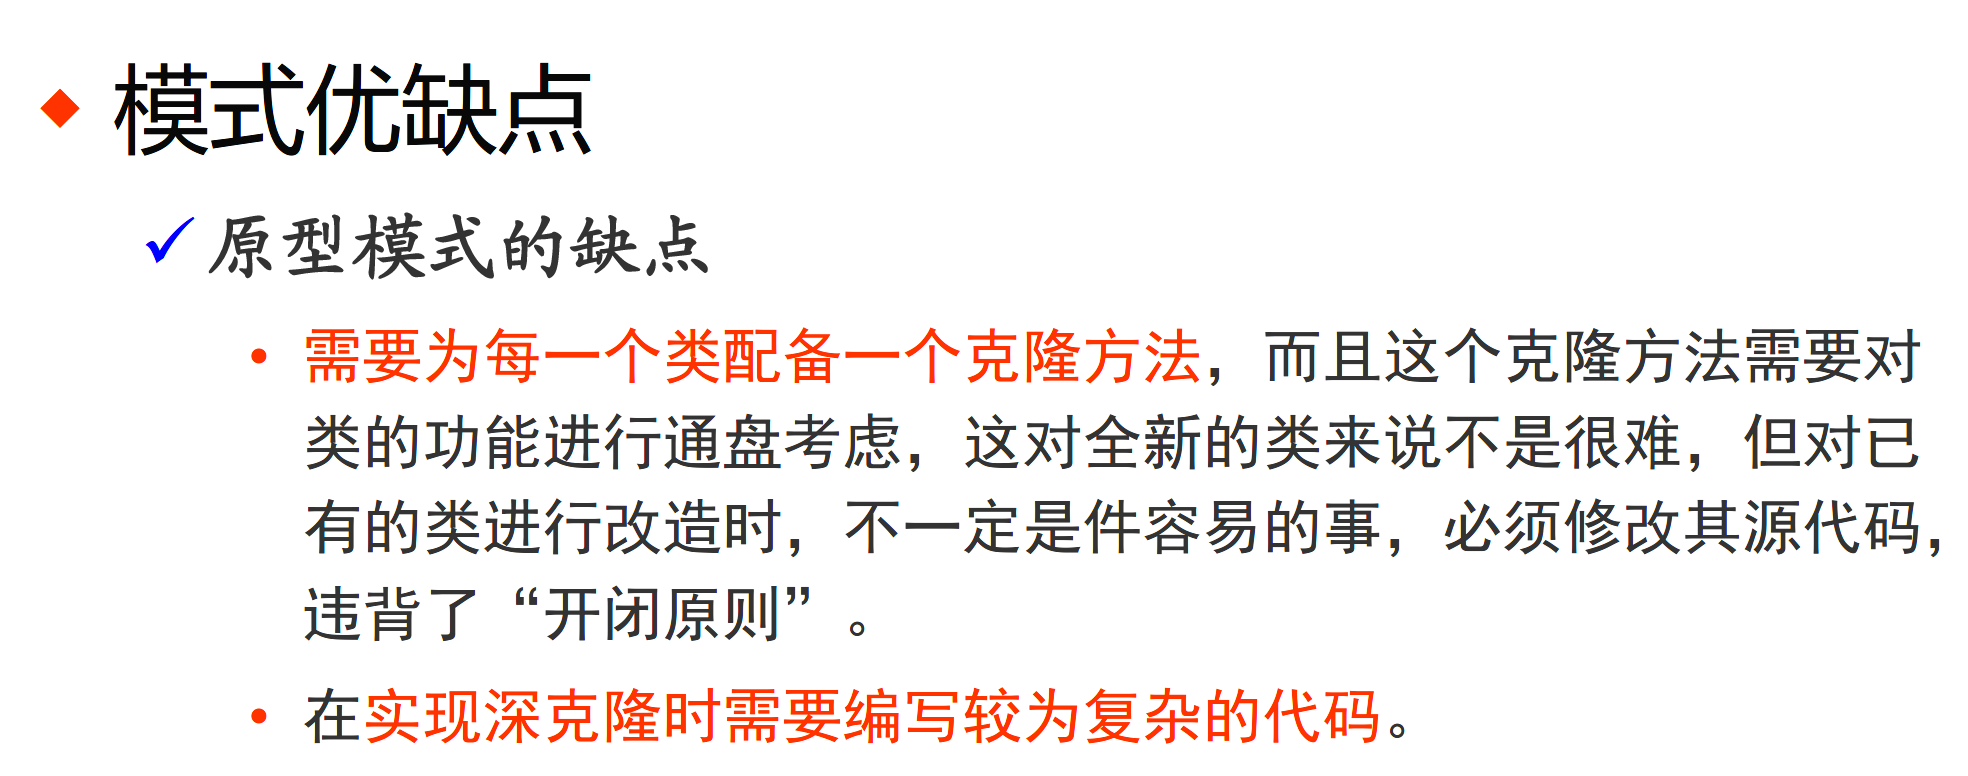 模式优缺点
原型模式的缺点
需要为每一个类配备一个克隆方法，而且这个克隆方法需要对
类的功能进行通盘考虑，这对全新的类来说不是很难，但对已
有的类进行改造时，不一定是件容易的事，必须修改其源代码，
违背了“开闭原则”。
在实现深克隆时需要编写较为复杂的代码。